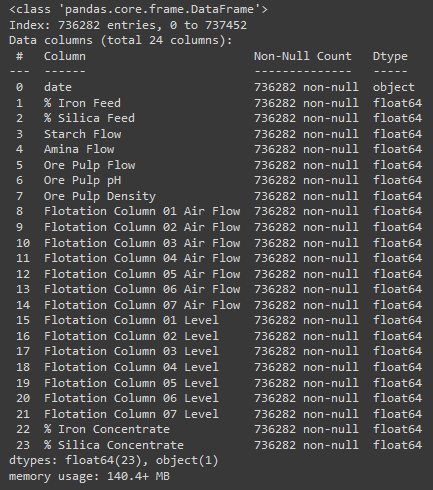 <class 'pandas.core.frame.DataFrame'>
Index: 736282 entries, 0 to 737452
Data columns (total 24 columns):
 #   Column                       Non-Null Count   Dtype
---  ------                       --------------   -----
 0   date                         736282 non-null  object
 1   % Iron Feed                  736282 non-null  float64
 2   % Silica Feed                736282 non-null  float64
 3   Starch Flow                  736282 non-null  float64
 4   Amina Flow                   736282 non-null  float64
 5   Ore Pulp Flow                736282 non-null  float64
 6   Ore Pulp pH                  736282 non-null  float64
 7   Ore Pulp Density             736282 non-null  float64
 8   Flotation Column 01 Air Flow 736282 non-null  float64
 9   Flotation Column 02 Air Flow 736282 non-null  float64
 10  Flotation Column 03 Air Flow 736282 non-null  float64
 11  Flotation Column 04 Air Flow 736282 non-null  float64
 12  Flotation Column 05 Air Flow 736282 non-null  float64
 13  Flotation Column 06 Air Flow 736282 non-null  float64
 14  Flotation Column 07 Air Flow 736282 non-null  float64
 15  Flotation Column 01 Level    736282 non-null  float64
 16  Flotation Column 02 Level    736282 non-null  float64
 17  Flotation Column 03 Level    736282 non-null  float64
 18  Flotation Column 04 Level    736282 non-null  float64
 19  Flotation Column 05 Level    736282 non-null  float64
 20  Flotation Column 06 Level    736282 non-null  float64
 21  Flotation Column 07 Level    736282 non-null  float64
 22  % Iron Concentrate           736282 non-null  float64
 23  % Silica Concentrate         736282 non-null  float64
dtypes: float64(23), object(1)
memory usage: 140.4+ MB